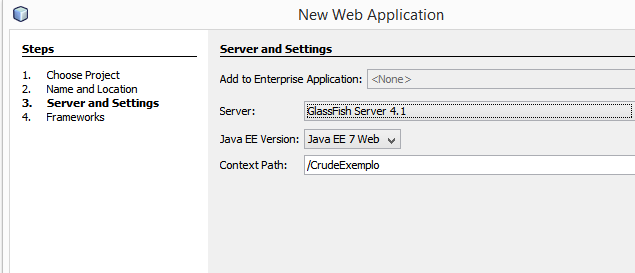 New Web Application
Steps
1. Choose Project
2. Name and Location
3. Server and Settings
4. Frameworks
Server and Settings
Add to Enterprise Application: <None>
Server: GlassFish Server 4.1
Java EE Version: Java EE 7 Web
Context Path: /CrudeExemplo